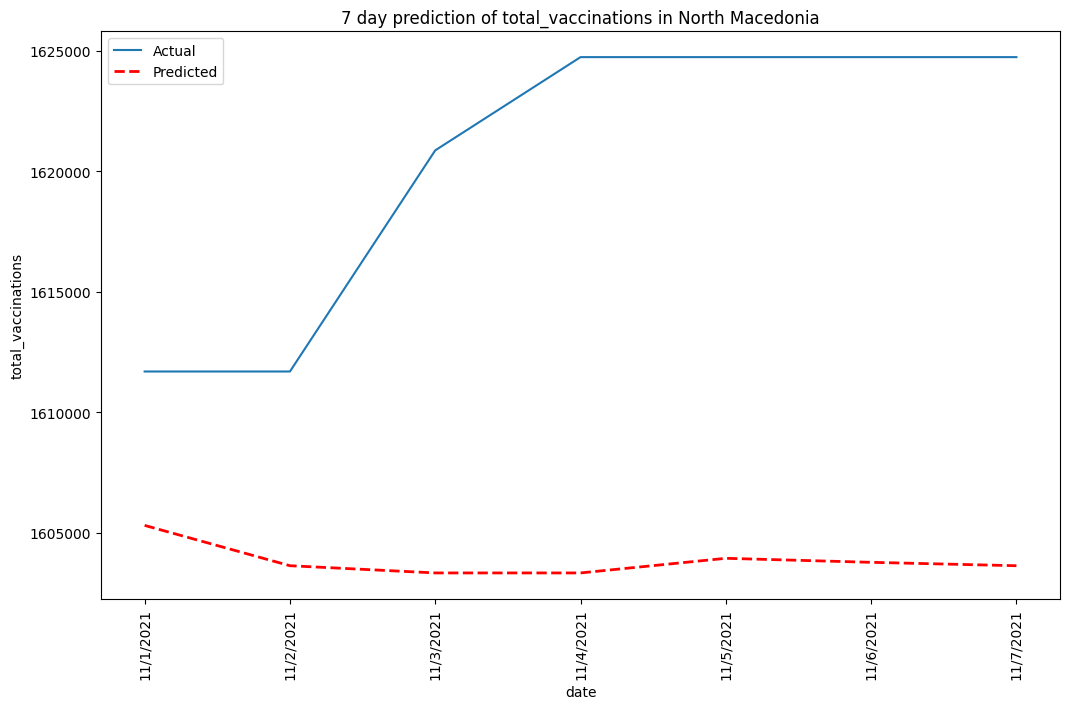 7 day prediction of total_vaccinations in North Macedonia
Actual
Predicted
1625000
1620000
1615000
1610000
1605000
total_vaccinations
11/1/2021
11/2/2021
11/3/2021
11/4/2021
11/5/2021
11/6/2021
11/7/2021
date